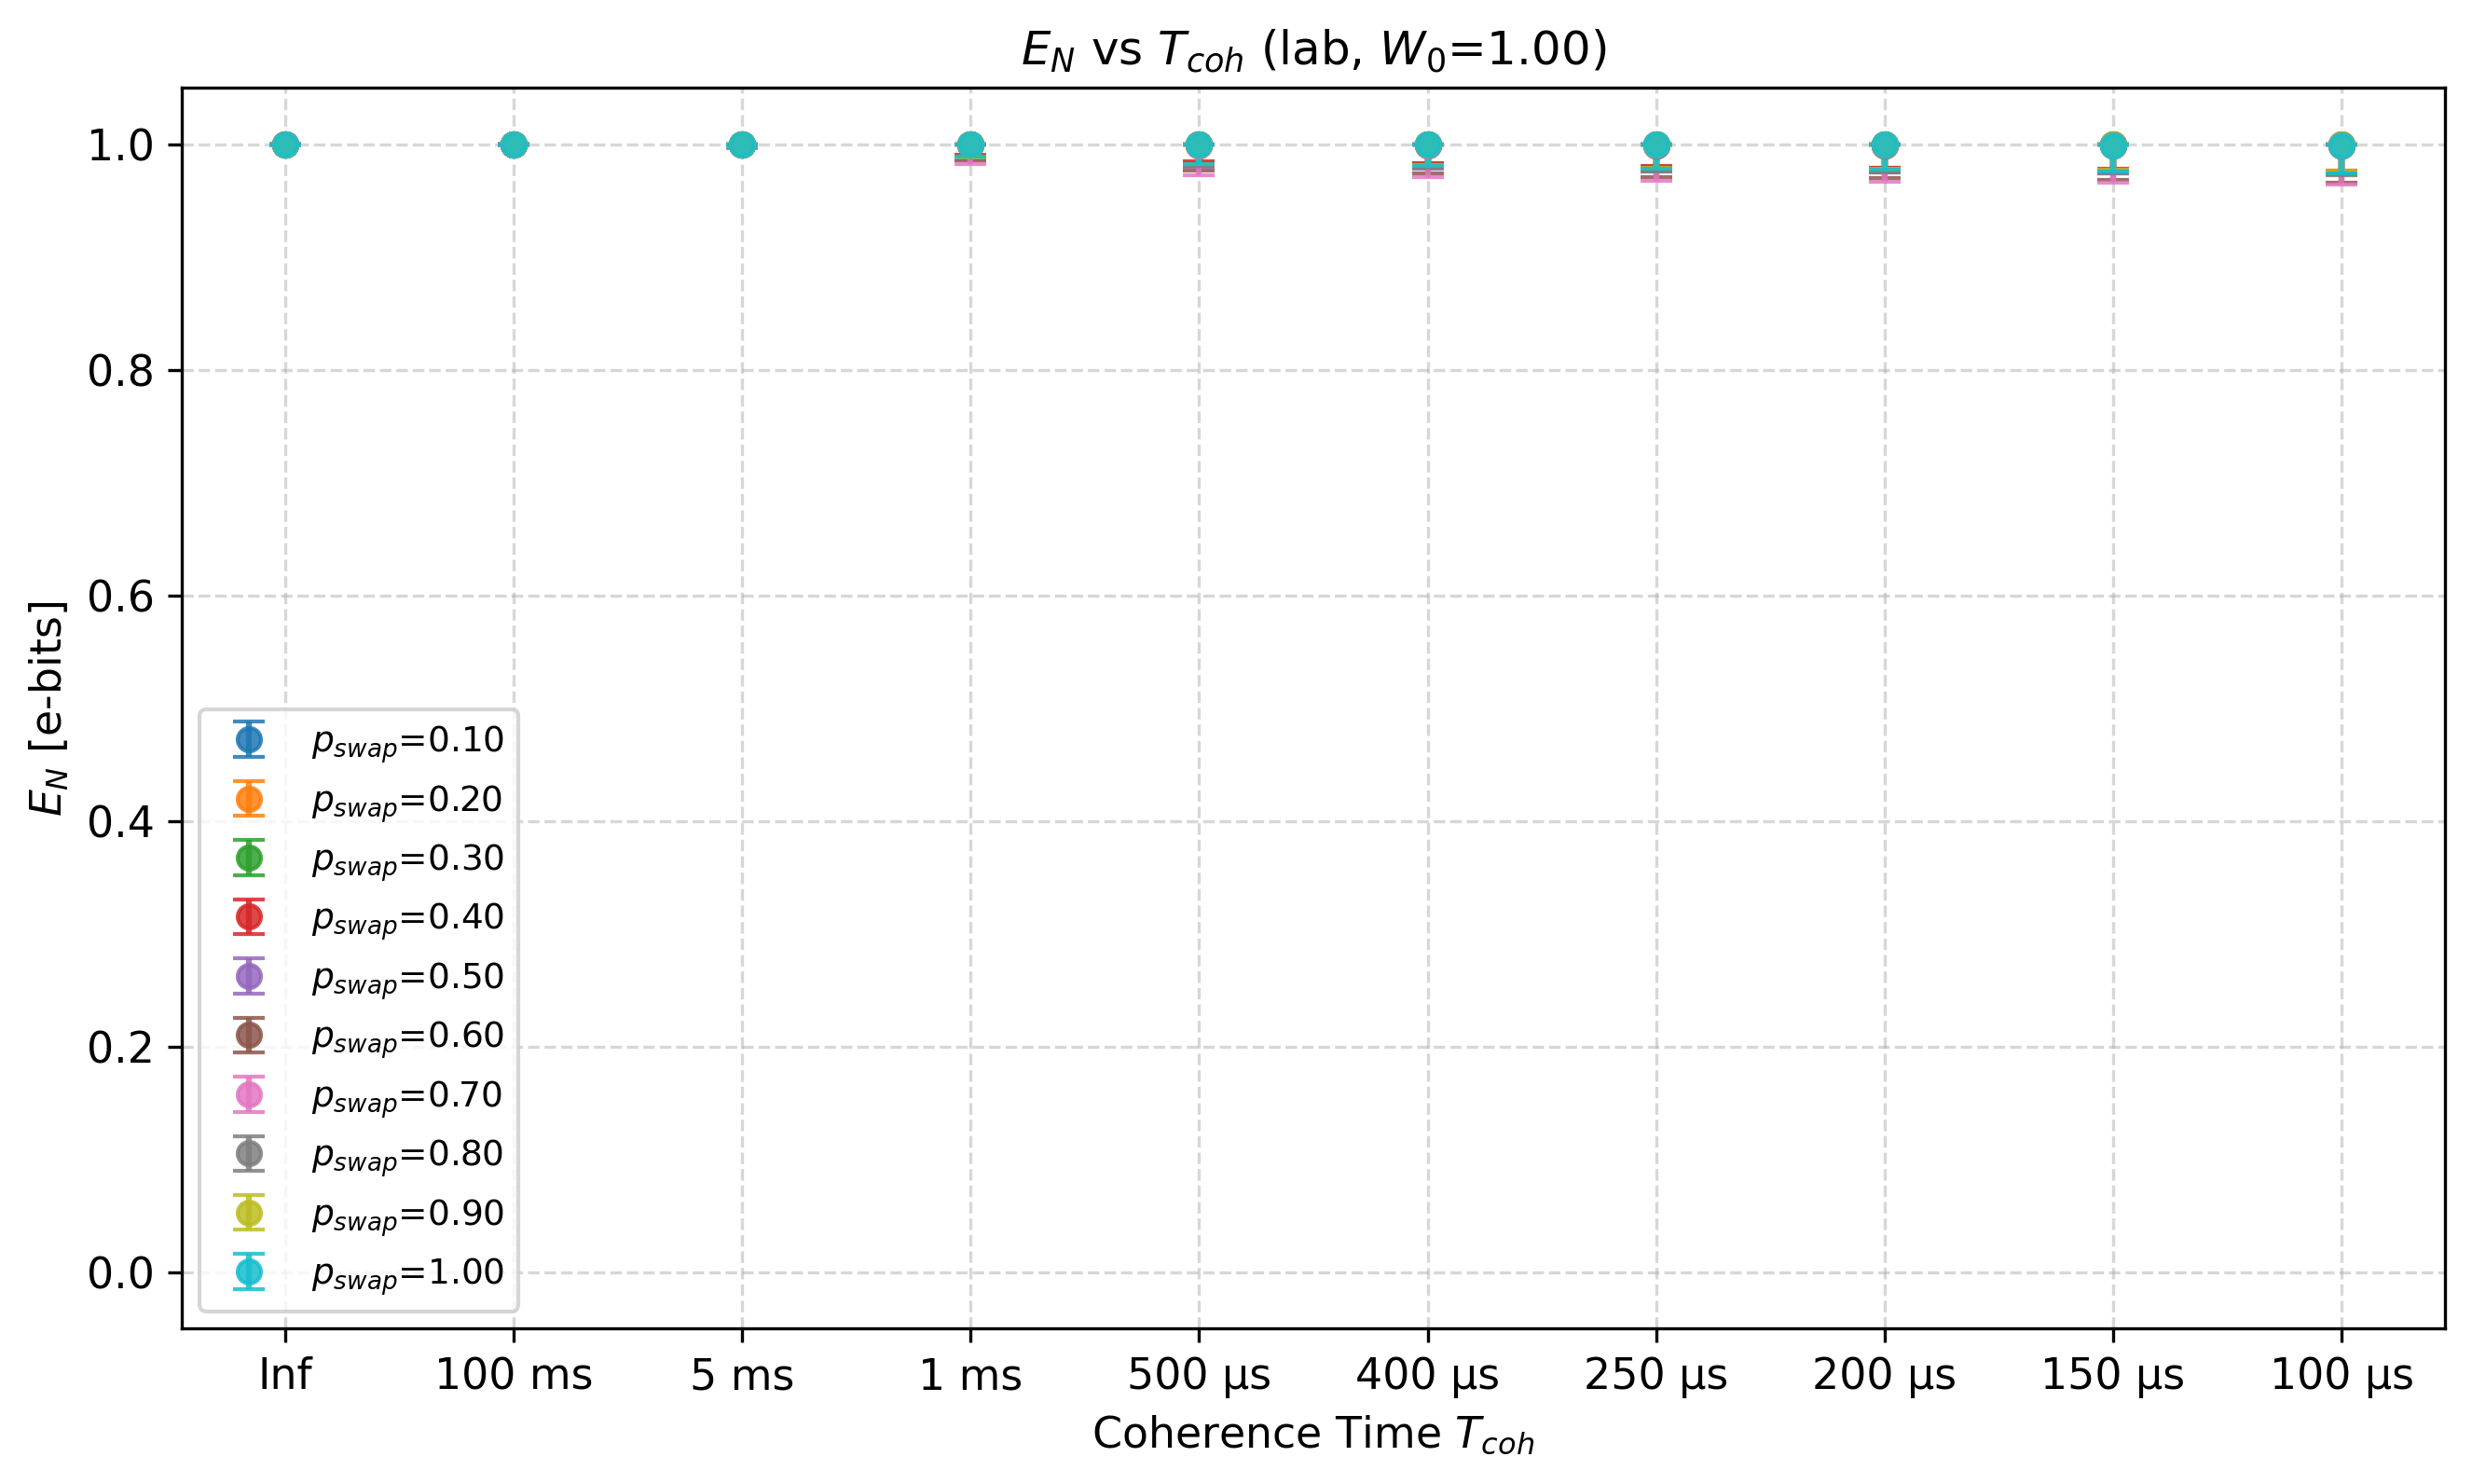 E_N vs T_coh (lab, W_0=1.00)
E_N [e-bits]
1.0
0.8
0.6
0.4
0.2
0.0
p_swap=0.10
p_swap=0.20
p_swap=0.30
p_swap=0.40
p_swap=0.50
p_swap=0.60
p_swap=0.70
p_swap=0.80
p_swap=0.90
p_swap=1.00
Inf 100 ms 5 ms 1 ms 500 µs 400 µs 250 µs 200 µs 150 µs 100 µs
Coherence Time T_coh